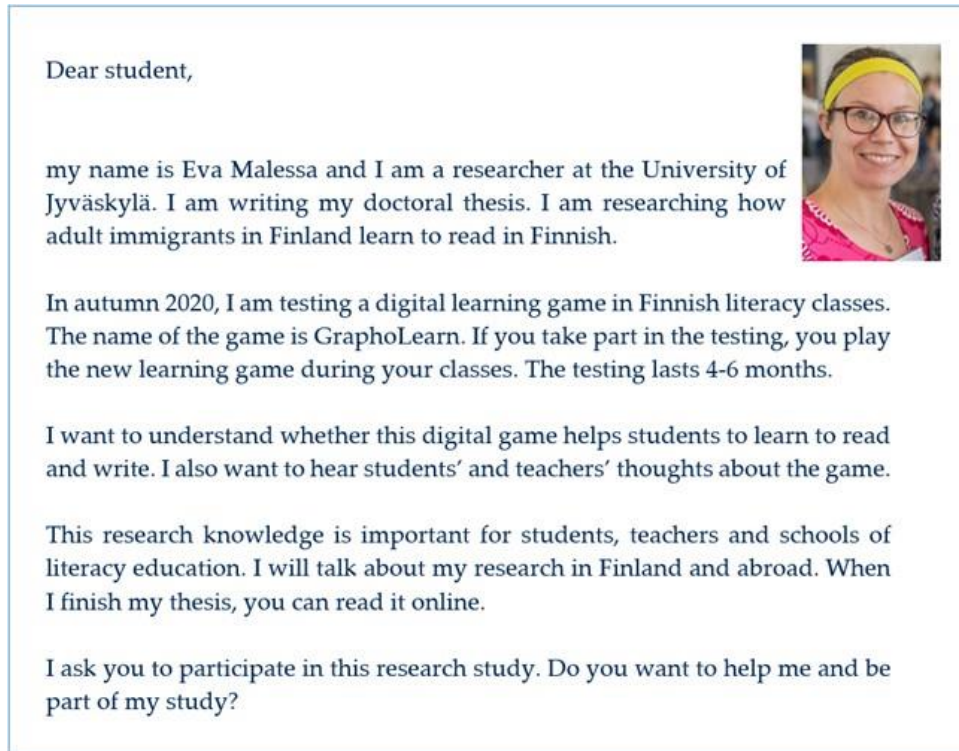 Dear student,
my name is Eva Malessa and I am a researcher at the University of
Jyväskylä. I am writing my doctoral thesis. I am researching how
adult immigrants in Finland learn to read in Finnish.
In autumn 2020, I am testing a digital learning game in Finnish literacy classes.
The name of the game is GraphoLearn. If you take part in the testing, you play
the new learning game during your classes. The testing lasts 4-6 months.
I want to understand whether this digital game helps students to learn to read
and write. I also want to hear students’ and teachers’ thoughts about the game.
This research knowledge is important for students, teachers and schools of
literacy education. I will talk about my research in Finland and abroad. When
I finish my thesis, you can read it online.
I ask you to participate in this research study. Do you want to help me and be
part of my study?